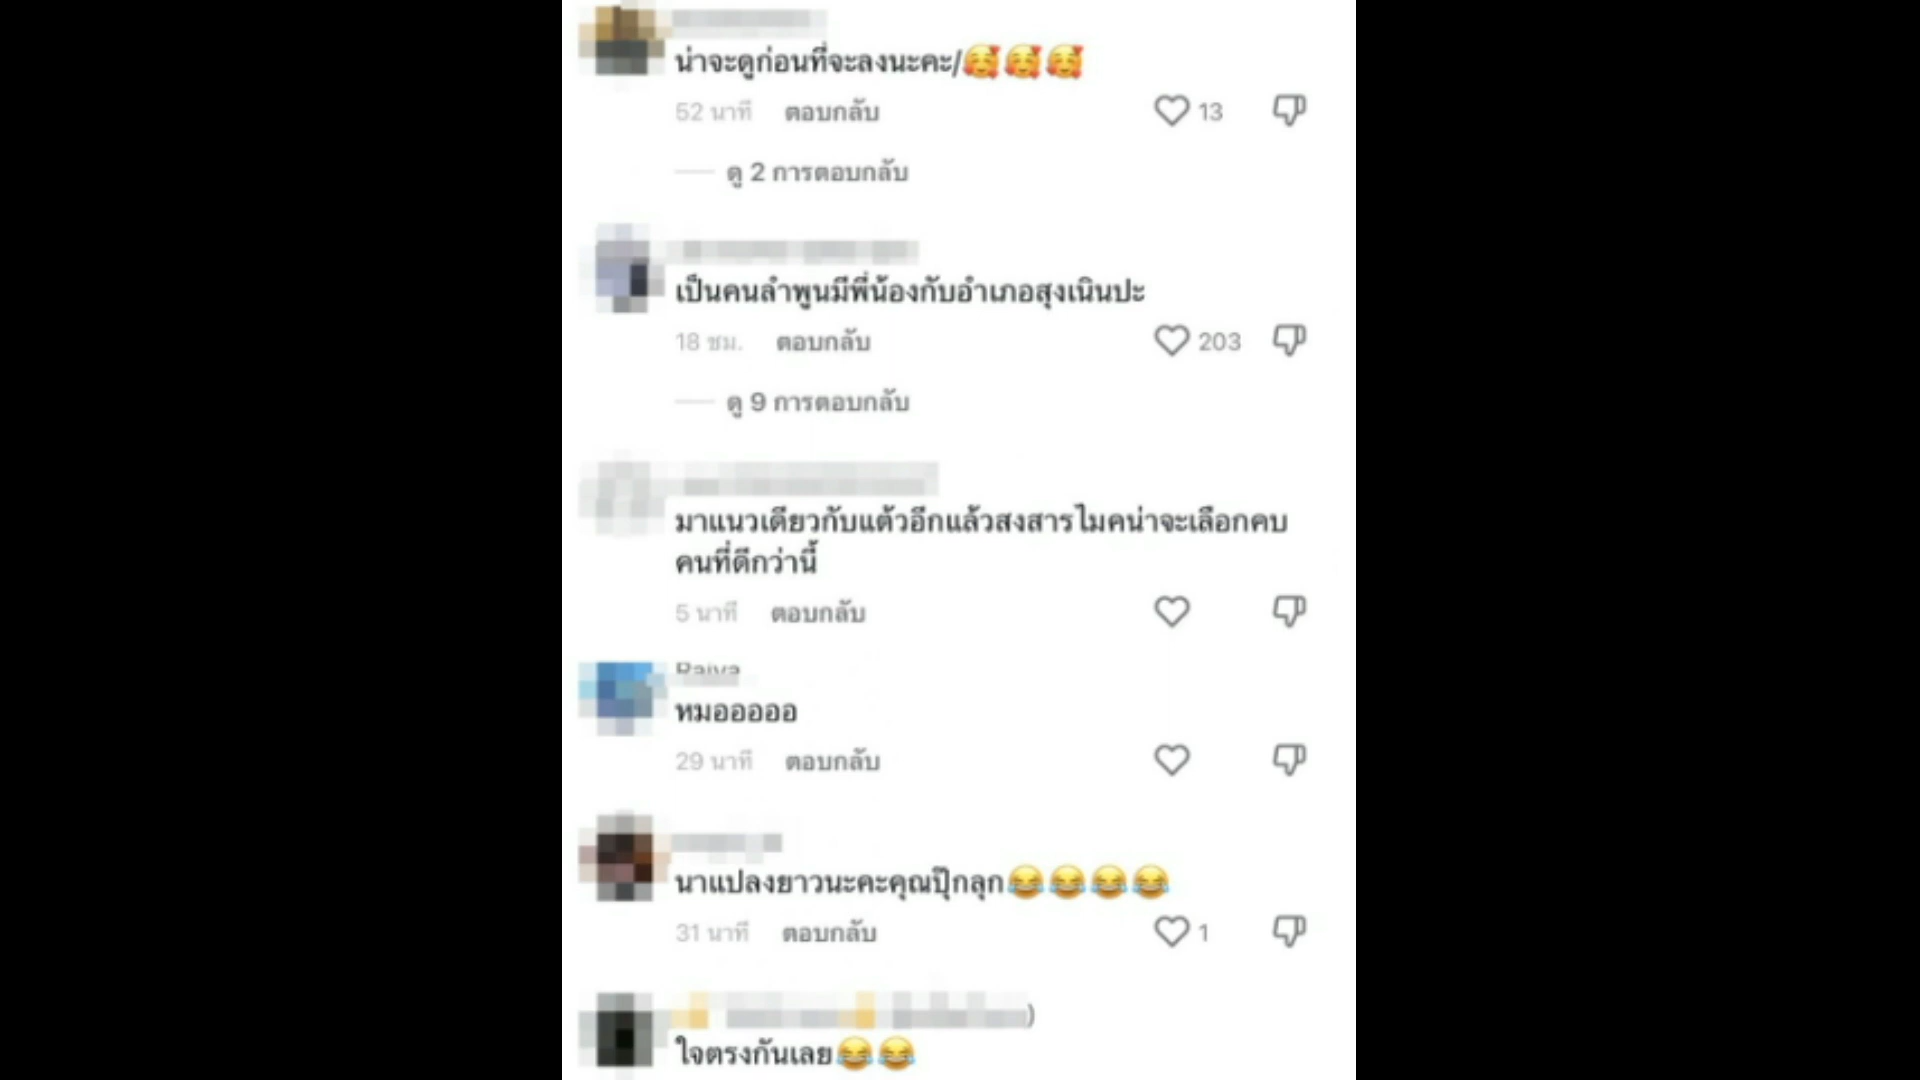 น่าจะดูก่อนที่จะลงนะคะ/🥰🥰🥰
52 นาที ตอบกลับ 13
ดู 2 การตอบกลับ
เป็นคนลำพูนมีพี่น้องกับอำเภอสุงเนินปะ
18 ชม. ตอบกลับ 203
ดู 9 การตอบกลับ
มาแนวเดียวกับแต้วอีกแล้วสงสารไมคน่าจะเลือกคบ
คนที่ดีกว่านี้
5 นาที ตอบกลับ
หมอออออ
29 นาที ตอบกลับ
นาแปลงยาวนะคะคุณปุ๊กลุก😂😂😂😂
31 นาที ตอบกลับ 1
ใจตรงกันเลย😂😂